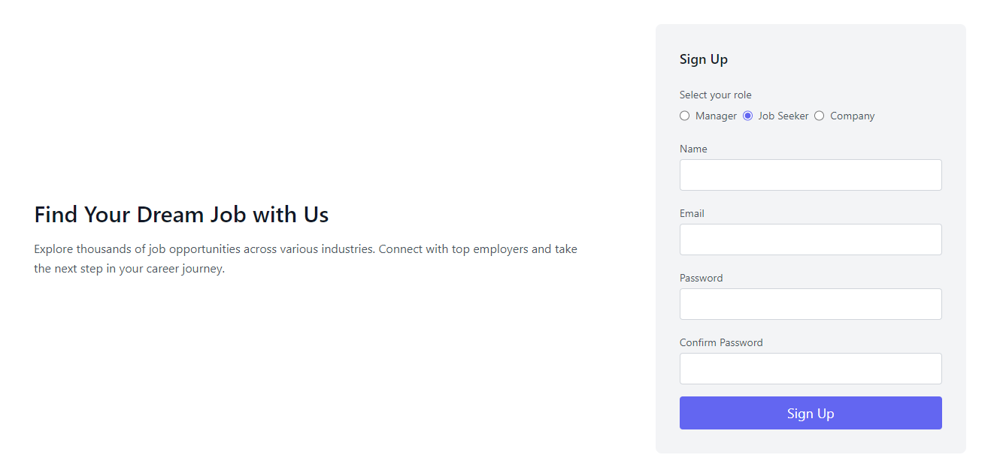 Find Your Dream Job with Us
Explore thousands of job opportunities across various industries. Connect with top employers and take
the next step in your career journey.
Sign Up
Select your role
Manager Job Seeker Company
Name
Email
Password
Confirm Password
Sign Up